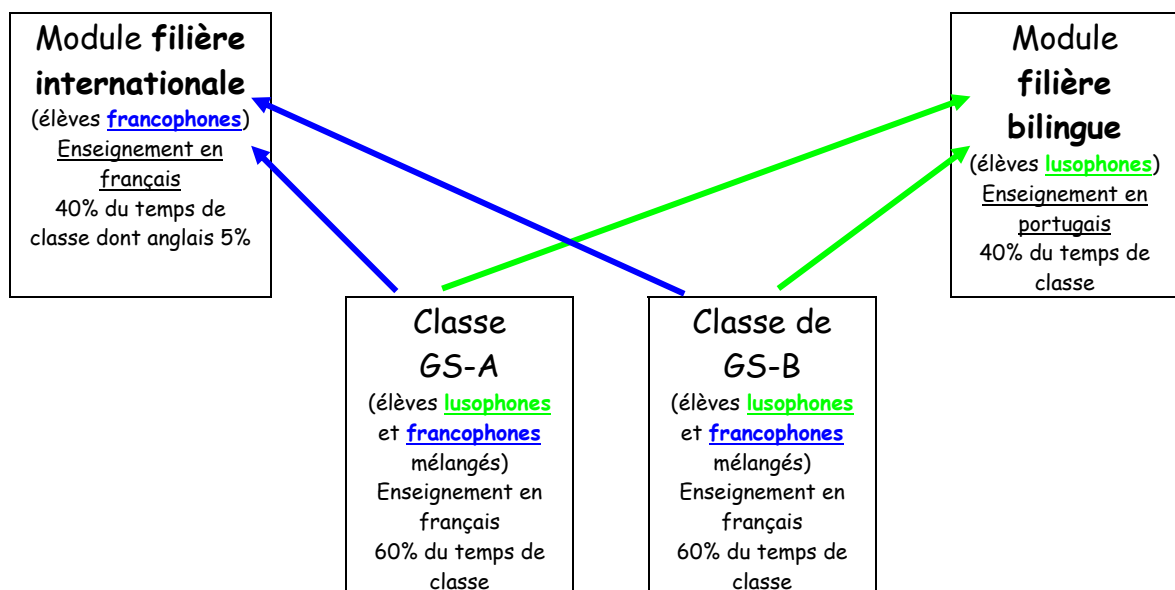 Module filière
internationale
(élèves francophones)
Enseignement en
français
40% du temps de
classe dont anglais 5%
Module
filière
bilingue
(élèves lusophones)
Enseignement en
portugais
40% du temps de
classe
Classe
GS-A
(élèves lusophones
et francophones
mélangés)
Enseignement en
français
60% du temps de
classe
Classe de
GS-B
(élèves lusophones
et francophones
mélangés)
Enseignement en
français
60% du temps de
classe